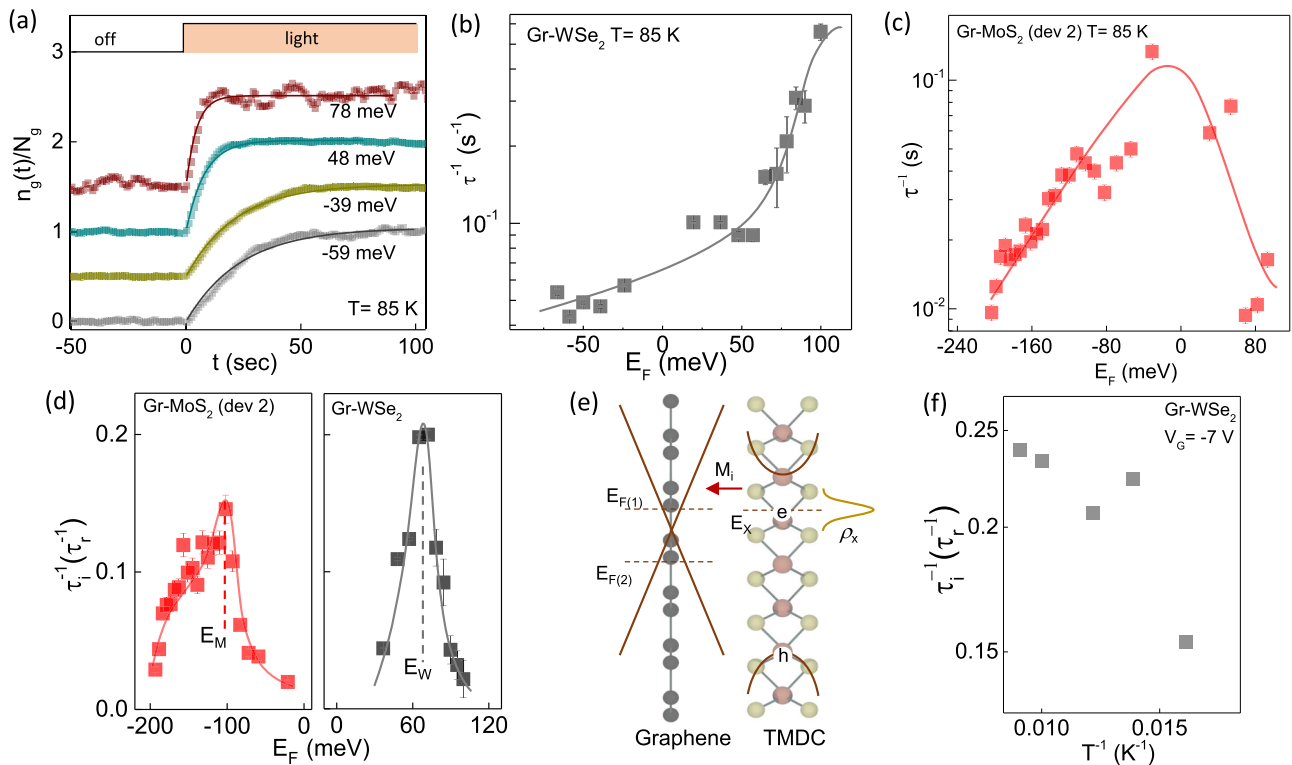 (a)
off
light
3
2
1
0
n_g(t)/N_g
78 meV
48 meV
-39 meV
-59 meV
T= 85 K
-50
0
50
100
t (sec)
(b)
Gr-WSe₂ T= 85 K
τ⁻¹ (s⁻¹)
10⁻¹
-50
0
50
100
E_F (meV)
(c)
Gr-MoS₂ (dev 2) T= 85 K
τ⁻¹ (s)
10⁻¹
10⁻²
-240
-160
-80
0
80
E_F (meV)
(d)
Gr-MoS₂ (dev 2)
Gr-WSe₂
τᵢ⁻¹(τᵣ⁻¹)
0.2
0.1
0.0
E_M
E_W
-200
-100
0
0
60
120
E_F (meV)
(e)
M_i
E_F(1)
E_F(2)
E_X
e
h
ρ_x
Graphene
TMDC
(f)
Gr-WSe₂
V_G= -7 V
τᵢ⁻¹(τᵣ⁻¹)
0.25
0.2
0.15
0.010
0.015
T⁻¹ (K⁻¹)